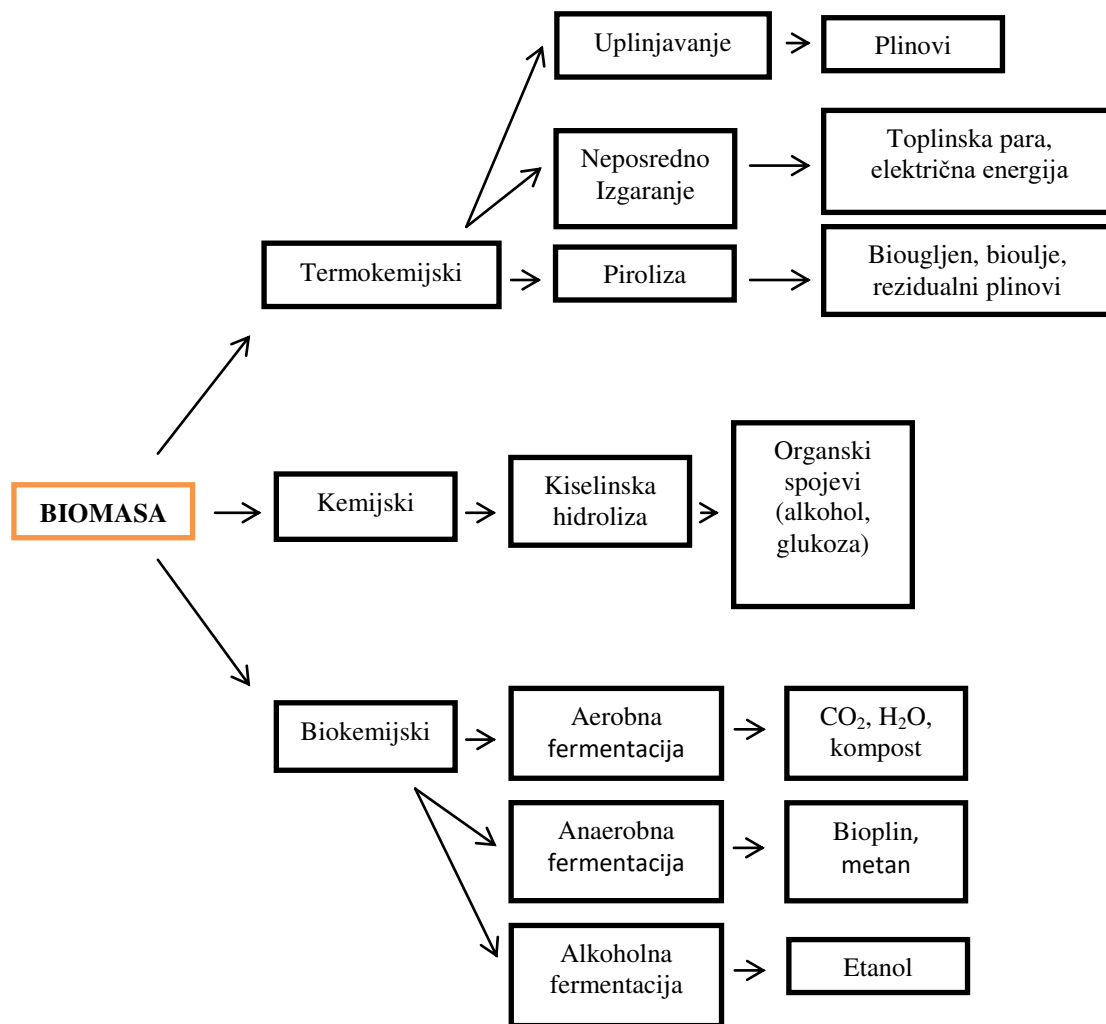 Uplinjavanje
Plinovi
Neposredno
Izgaranje
Toplinska para,
električna energija
Termokemijski
Piroliza
Biougljen, bioulje,
rezidualni plinovi
BIOMASA
Kemijski
Kiselinska
hidroliza
Organski
spojevi
(alkohol,
glukoza)
Biokemijski
Aerobna
fermentacija
CO₂, H₂O,
kompost
Anaerobna
fermentacija
Bioplin,
metan
Alkoholna
fermentacija
Etanol